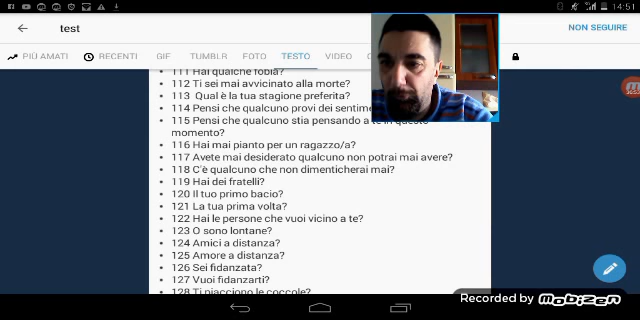 14:51
test
NON SEGUIRE
PIÙ AMATI RECENTI GIF TUMBLR FOTO TESTO VIDEO
111 Hai qualche fobia?
112 Ti sei mai avvicinato alla morte?
113 Qual è la tua stagione preferita?
114 Pensi che qualcuno provi dei
115 Pensi che qualcuno stia pensando a te in questo
momento?
116 Hai mai pianto per un ragazzo/a?
117 Avete mai desiderato qualcuno non potrai mai avere?
118 C'è qualcuno che non dimenticherai mai?
119 Hai dei fratelli?
120 Il tuo primo bacio?
121 La tua prima volta?
122 Hai le persone che vuoi vicino a te?
123 O sono lontane?
124 Amici a distanza?
125 Amore a distanza?
126 Sei fidanzata?
127 Vuoi fidanzarti?
128 Ti piacciono le coccole?
Recorded by Mobizen